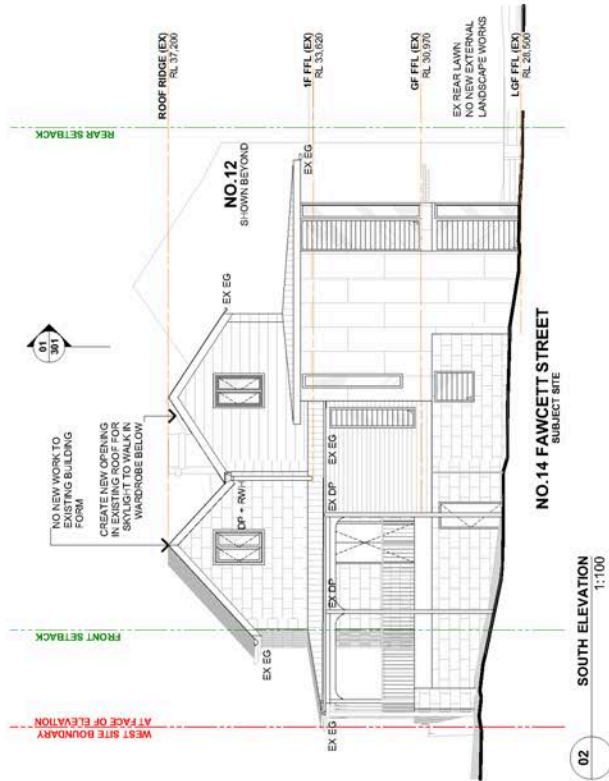 WEST SITE BOUNDARY
AT FACE OF ELEVATION
FRONT SETBACK
REAR SETBACK
NO NEW WORK TO
EXISTING BUILDING
FORM
CREATE NEW OPENING
IN EXISTING ROOF FOR
SKYLIGHT TO WALK IN
WARDROBE BELOW
01
301
ROOF RIDGE (EX)
RL 37,200
1F FFL (EX)
RL 33,620
GF FFL (EX)
RL 30,970
LGF FFL (EX)
RL 28,500
NO.12
SHOWN BEYOND
EX REAR LAWN
NO NEW EXTERNAL
LANDSCAPE WORKS
EX EG
EX EG
EX EG
EX EG
EX EG
DP + RWH
EX DP
EX DP
NO.14 FAWCETT STREET
SUBJECT SITE
02
SOUTH ELEVATION
1:100